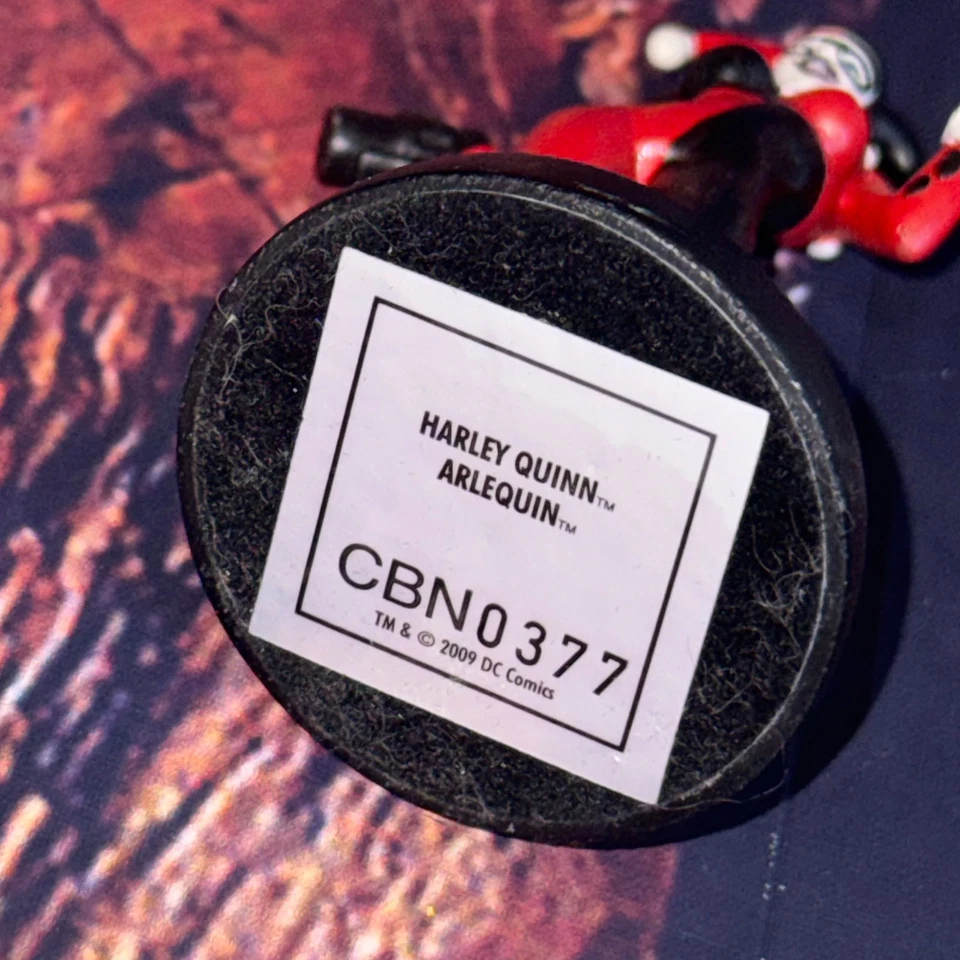 HARLEY QUINN™
ARLEQUIN™
CBN0377
TM & © 2009 DC Comics